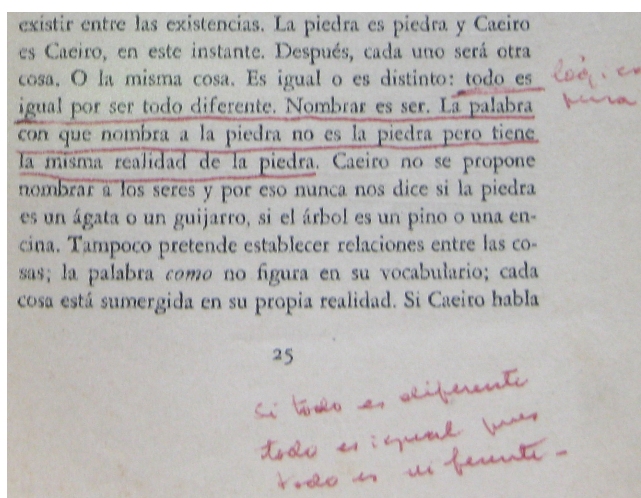 existir entre las existencias. La piedra es piedra y Caeiro
es Caeiro, en este instante. Después, cada uno será otra
cosa. O la misma cosa. Es igual o es distinto: todo es
igual por ser todo diferente. Nombrar es ser. La palabra
con que nombra a la piedra no es la piedra pero tiene
la misma realidad de la piedra. Caeiro no se propone
nombrar a los seres y por eso nunca nos dice si la piedra
es un ágata o un guijarro, si el árbol es un pino o una en-
cina. Tampoco pretende establecer relaciones entre las co-
sas; la palabra como no figura en su vocabulario; cada
cosa está sumergida en su propia realidad. Si Caeiro habla
pura
25
si todo es diferente
todo es igual pues
todo es